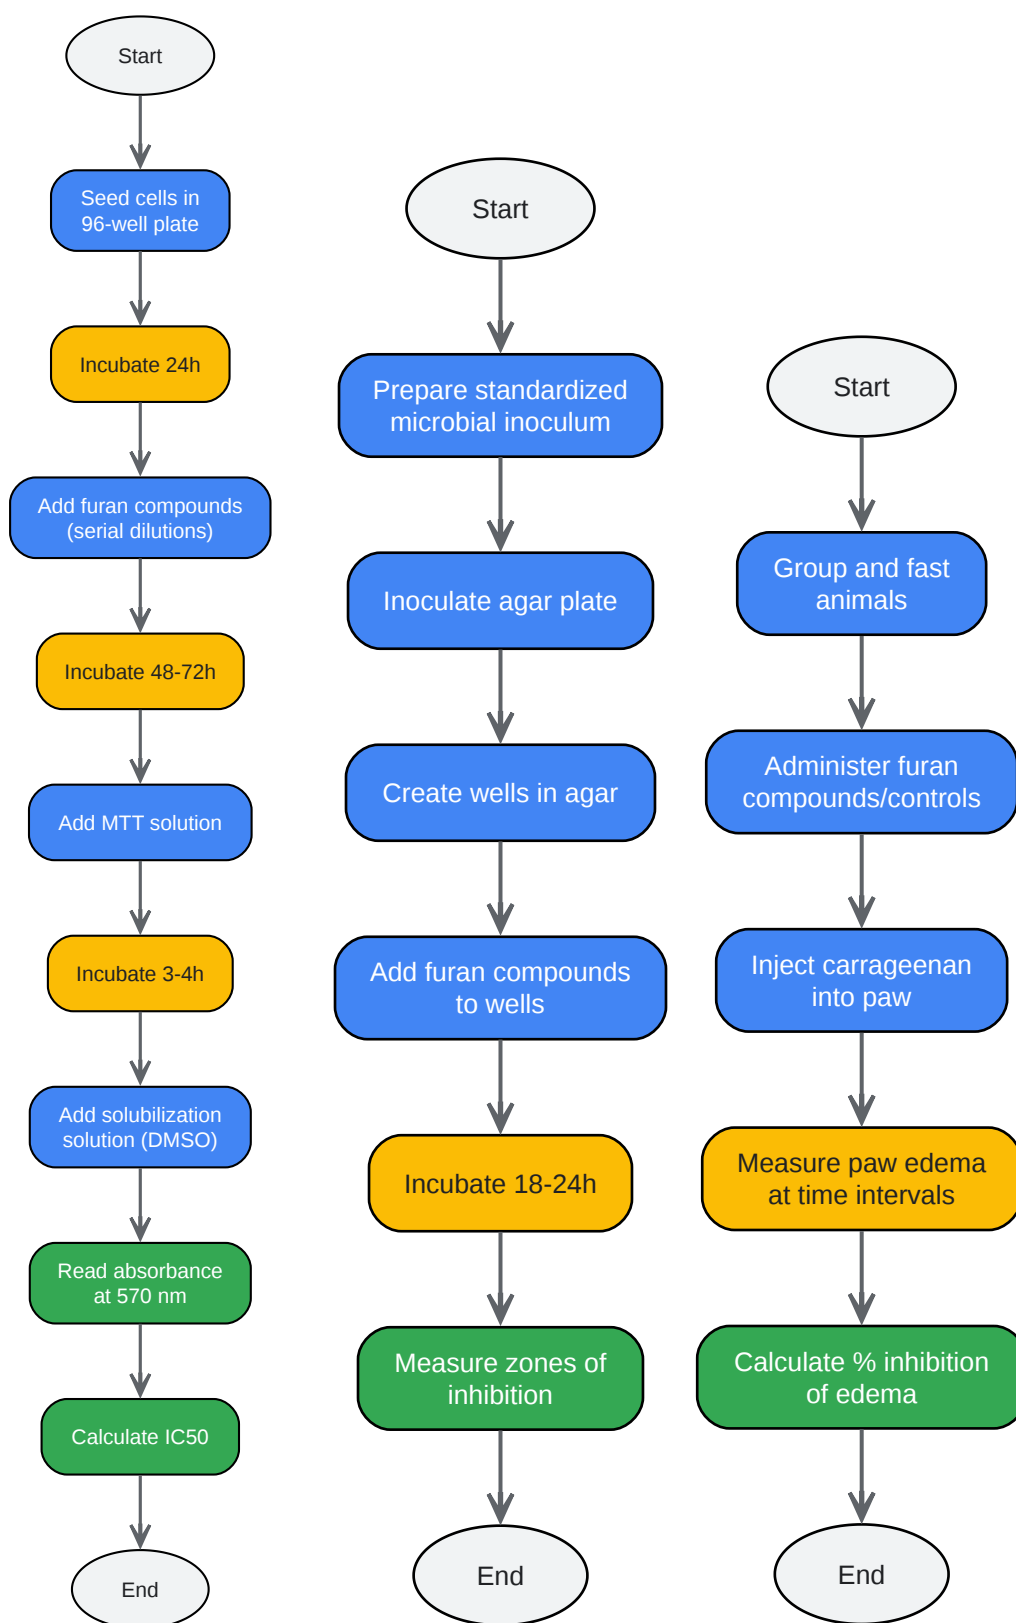 Start
Seed cells in
96-well plate
Incubate 24h
Add furan compounds
(serial dilutions)
Incubate 48-72h
Add MTT solution
Incubate 3-4h
Add solubilization
solution (DMSO)
Read absorbance
at 570 nm
Calculate IC50
End
Start
Prepare standardized
microbial inoculum
Inoculate agar plate
Create wells in agar
Add furan compounds
to wells
Incubate 18-24h
Measure zones of
inhibition
End
Start
Group and fast
animals
Administer furan
compounds/controls
Inject carrageenan
into paw
Measure paw edema
at time intervals
Calculate % inhibition
of edema
End